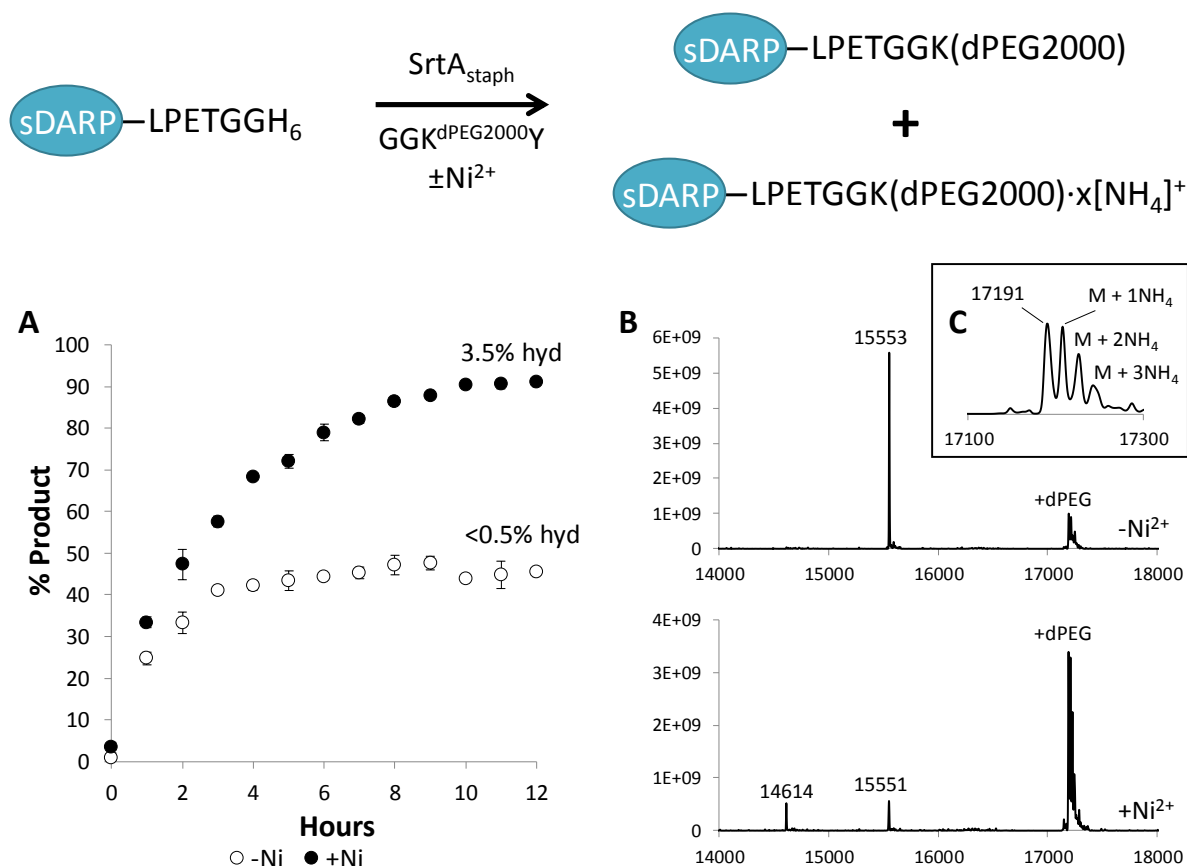 sDARP–LPETGGH₆
SrtA_staph
GGK^dPEG2000Y
±Ni²⁺
sDARP–LPETGGK(dPEG2000)
+
sDARP–LPETGGK(dPEG2000)·x[NH₄]⁺
A
% Product
100
90
80
70
60
50
40
30
20
10
0
3.5% hyd
<0.5% hyd
0 2 4 6 8 10 12
Hours
○ -Ni ● +Ni
B
6E+09
5E+09
4E+09
3E+09
2E+09
1E+09
0
15553
+dPEG
-Ni²⁺
14000 15000 16000 17000 18000
C
17191
M + 1NH₄
M + 2NH₄
M + 3NH₄
17100 17300
4E+09
3E+09
2E+09
1E+09
0
14614
15551
+dPEG
+Ni²⁺
14000 15000 16000 17000 18000